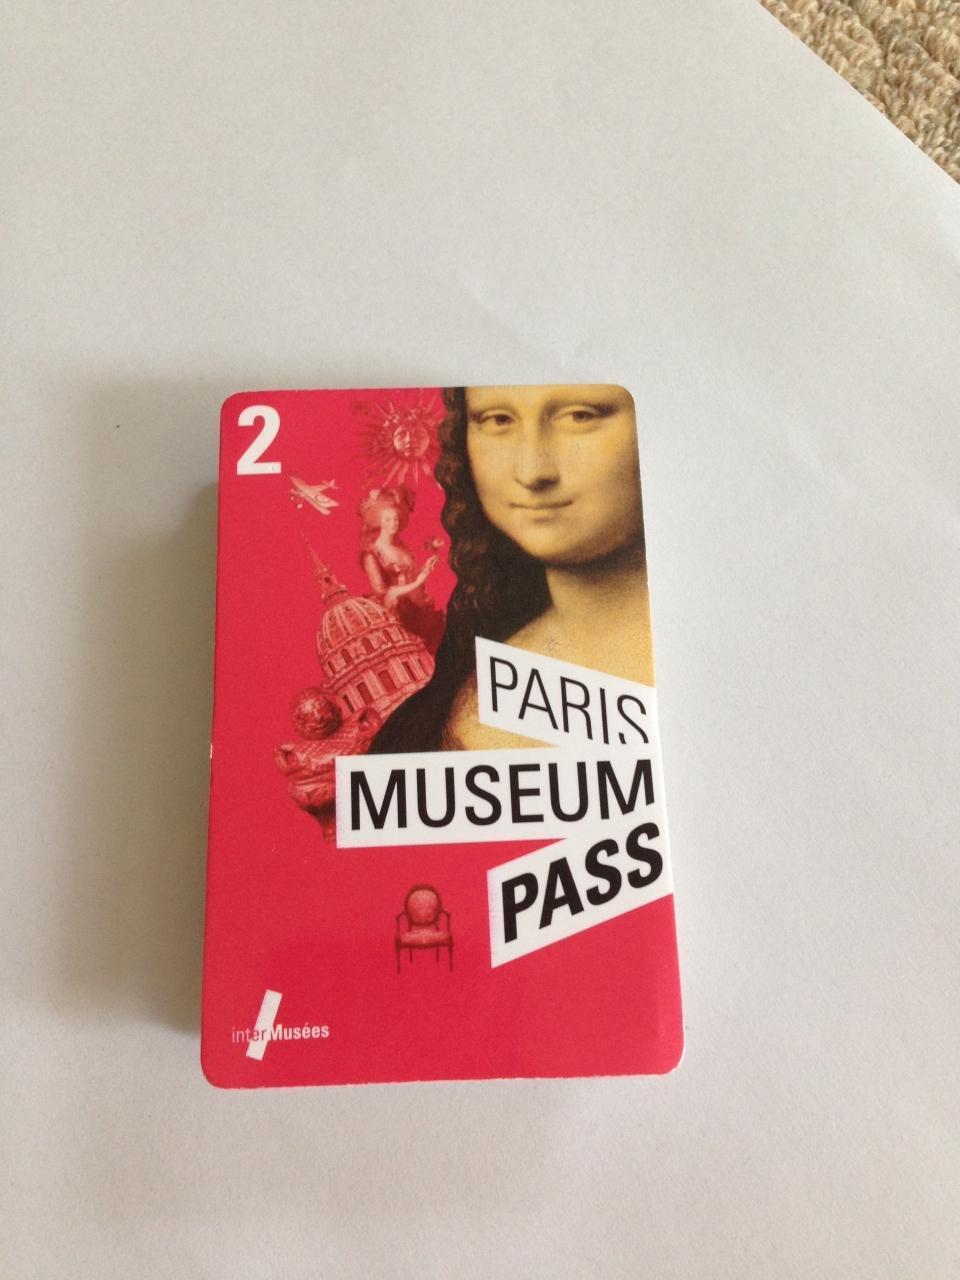 2
PARIS
MUSEUM
PASS
interMusées